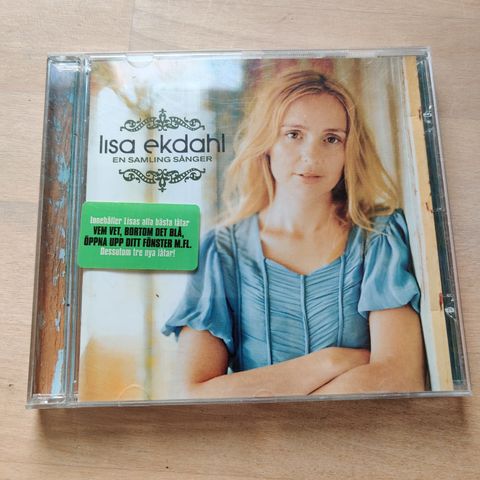 lisa ekdahl
EN SAMLING SÅNGER
Innehåller Lisas alla bästa låtar
VEM VET, BORTOM DET BLÅ,
ÖPPNA UPP DITT FÖNSTER M.FL.
Dessutom tre nya låtar!